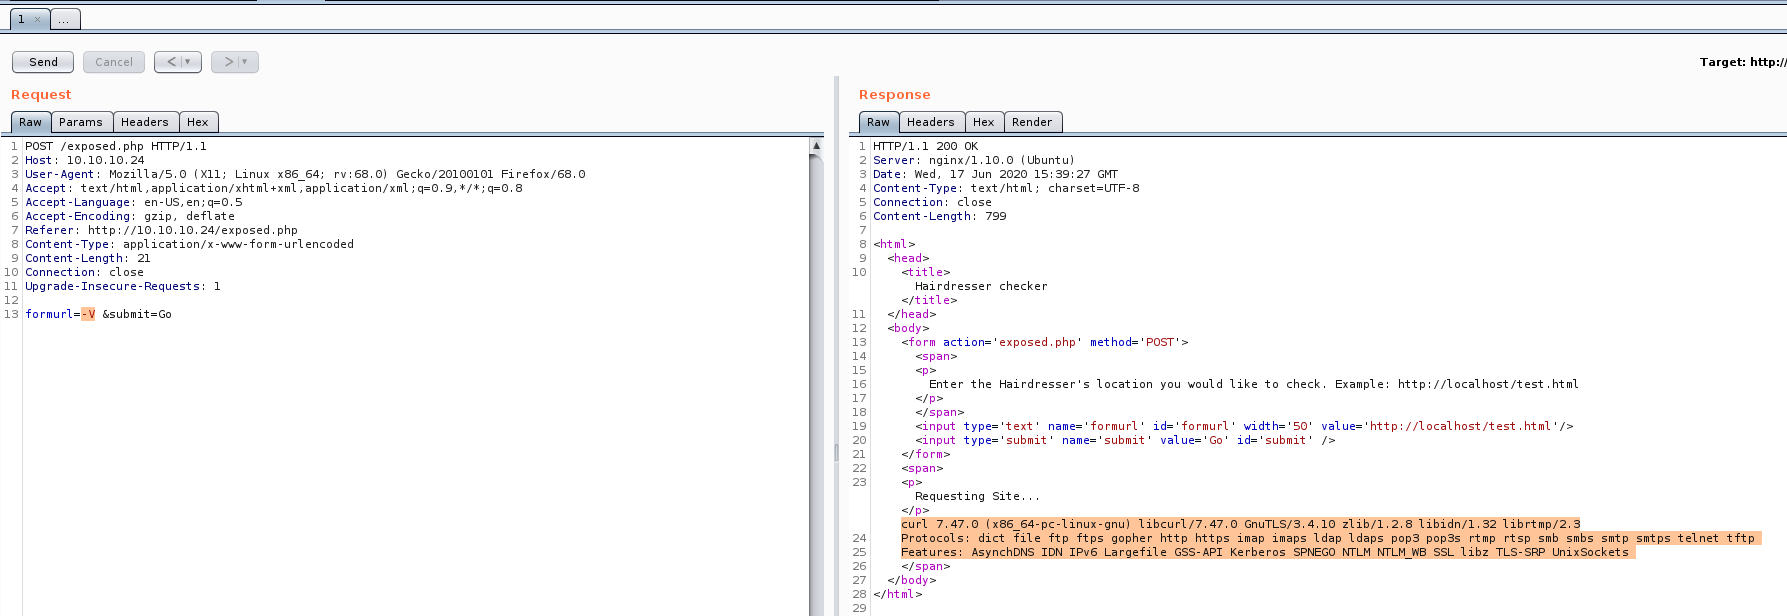 1 × ...
Send Cancel < ▾ > ▾ Target: http://
Request
Raw Params Headers Hex
1 POST /exposed.php HTTP/1.1
2 Host: 10.10.10.24
3 User-Agent: Mozilla/5.0 (X11; Linux x86_64; rv:68.0) Gecko/20100101 Firefox/68.0
4 Accept: text/html,application/xhtml+xml,application/xml;q=0.9,*/*;q=0.8
5 Accept-Language: en-US,en;q=0.5
6 Accept-Encoding: gzip, deflate
7 Referer: http://10.10.10.24/exposed.php
8 Content-Type: application/x-www-form-urlencoded
9 Content-Length: 21
10 Connection: close
11 Upgrade-Insecure-Requests: 1
12
13 formurl=-V &submit=Go
Response
Raw Headers Hex Render
1 HTTP/1.1 200 OK
2 Server: nginx/1.10.0 (Ubuntu)
3 Date: Wed, 17 Jun 2020 15:39:27 GMT
4 Content-Type: text/html; charset=UTF-8
5 Connection: close
6 Content-Length: 799
7
8 <html>
9 <head>
10 <title>
Hairdresser checker
</title>
11 </head>
12 <body>
13 <form action='exposed.php' method='POST'>
14 <span>
15 <p>
16 Enter the Hairdresser's location you would like to check. Example: http://localhost/test.html
17 </p>
18 </span>
19 <input type='text' name='formurl' id='formurl' width='50' value='http://localhost/test.html'/>
20 <input type='submit' name='submit' value='Go' id='submit' />
21 </form>
22 <span>
23 <p>
Requesting Site...
</p>
curl 7.47.0 (x86_64-pc-linux-gnu) libcurl/7.47.0 GnuTLS/3.4.10 zlib/1.2.8 libidn/1.32 librtmp/2.3
24 Protocols: dict file ftp ftps gopher http https imap imaps ldap ldaps pop3 pop3s rtmp rtsp smb smbs smtp smtps telnet tftp
25 Features: AsynchDNS IDN IPv6 Largefile GSS-API Kerberos SPNEGO NTLM NTLM_WB SSL libz TLS-SRP UnixSockets
26 </span>
27 </body>
28 </html>
29